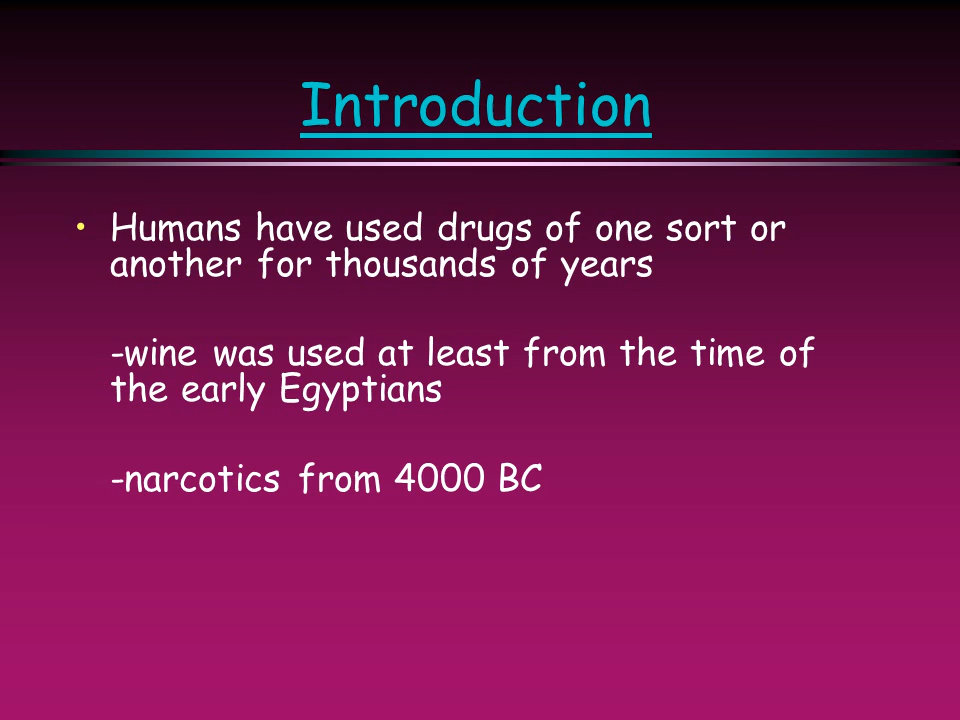 Introduction
• Humans have used drugs of one sort or
another for thousands of years
-wine was used at least from the time of
the early Egyptians
-narcotics from 4000 BC